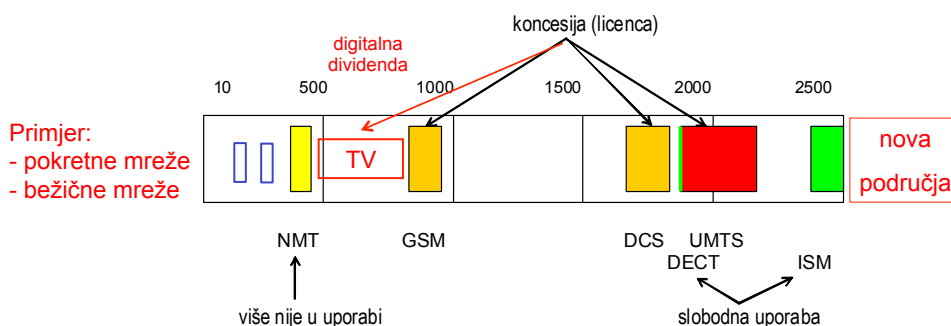 koncesija (licenca)
digitalna
dividenda
10 500 1000 1500 2000 2500
Primjer:
- pokretne mreže
- bežične mreže
TV
nova
područja
NMT GSM DCS UMTS
DECT ISM
više nije u uporabi slobodna uporaba